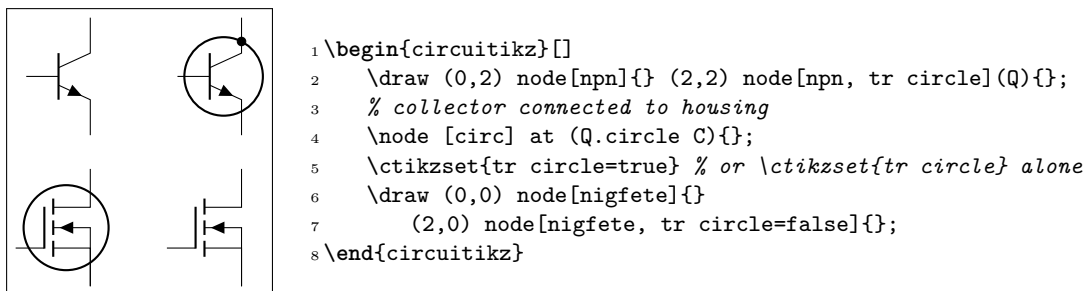 1 \begin{circuitikz}[]
2 \draw (0,2) node[npn]{} (2,2) node[npn, tr circle](Q){};
3 % collector connected to housing
4 \node [circ] at (Q.circle C){};
5 \ctikzset{tr circle=true} % or \ctikzset{tr circle} alone
6 \draw (0,0) node[nigfete]{}
7 (2,0) node[nigfete, tr circle=false]{};
8 \end{circuitikz}